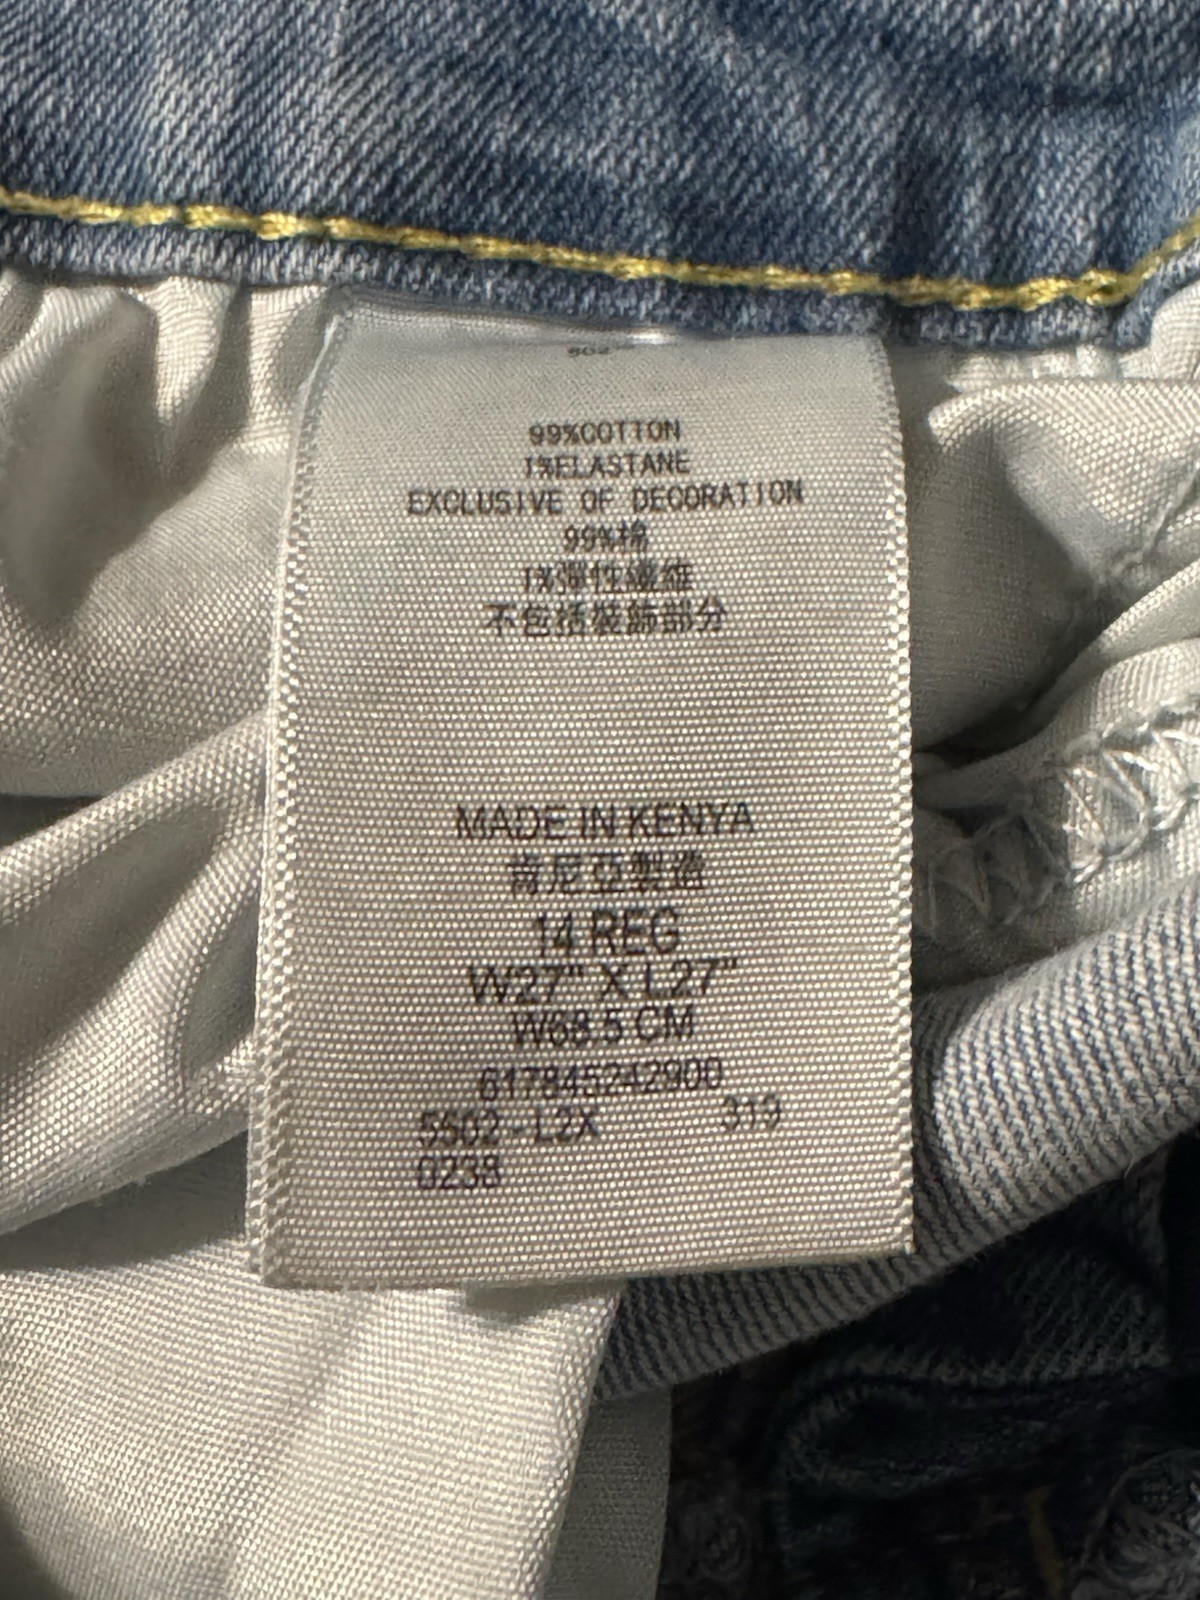 99%COTTON
1%ELASTANE
EXCLUSIVE OF DECORATION
99%棉
1%彈性纖維
不包括裝飾部分
MADE IN KENYA
肯尼亞製造
14 REG
W27" X L27"
W68.5 CM
617845242900
5502-L2X 319
0238